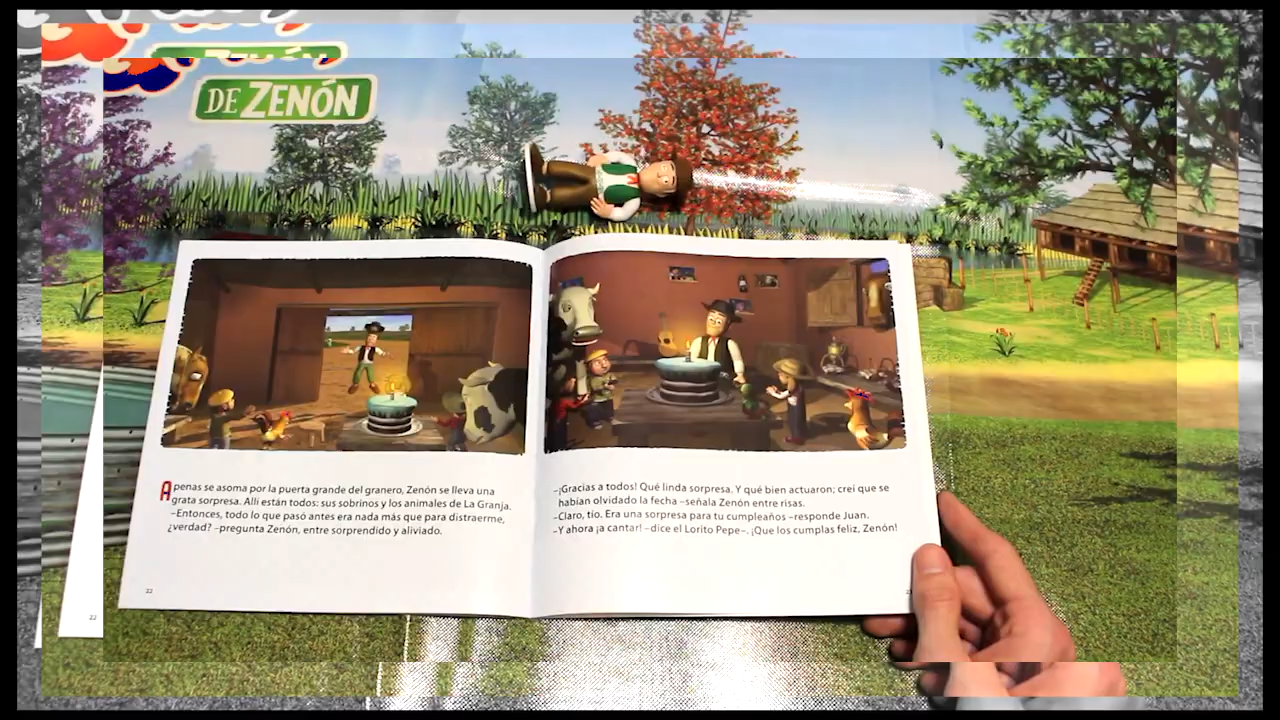 DE ZENÓN
Apenas se asoma por la puerta grande del granero, Zenón se lleva una
grata sorpresa. Allí están todos: sus sobrinos y los animales de La Granja.
–Entonces, todo lo que pasó antes era nada más que para distraerme,
¿verdad? –pregunta Zenón, entre sorprendido y aliviado.
22
–¡Gracias a todos! Qué linda sorpresa. Y qué bien actuaron; creí que se
habían olvidado la fecha –señala Zenón entre risas.
–Claro, tío. Era una sorpresa para tu cumpleaños –responde Juan.
–Y ahora ¡a cantar! –dice el Lorito Pepe–. ¡Que los cumplas feliz, Zenón!
22